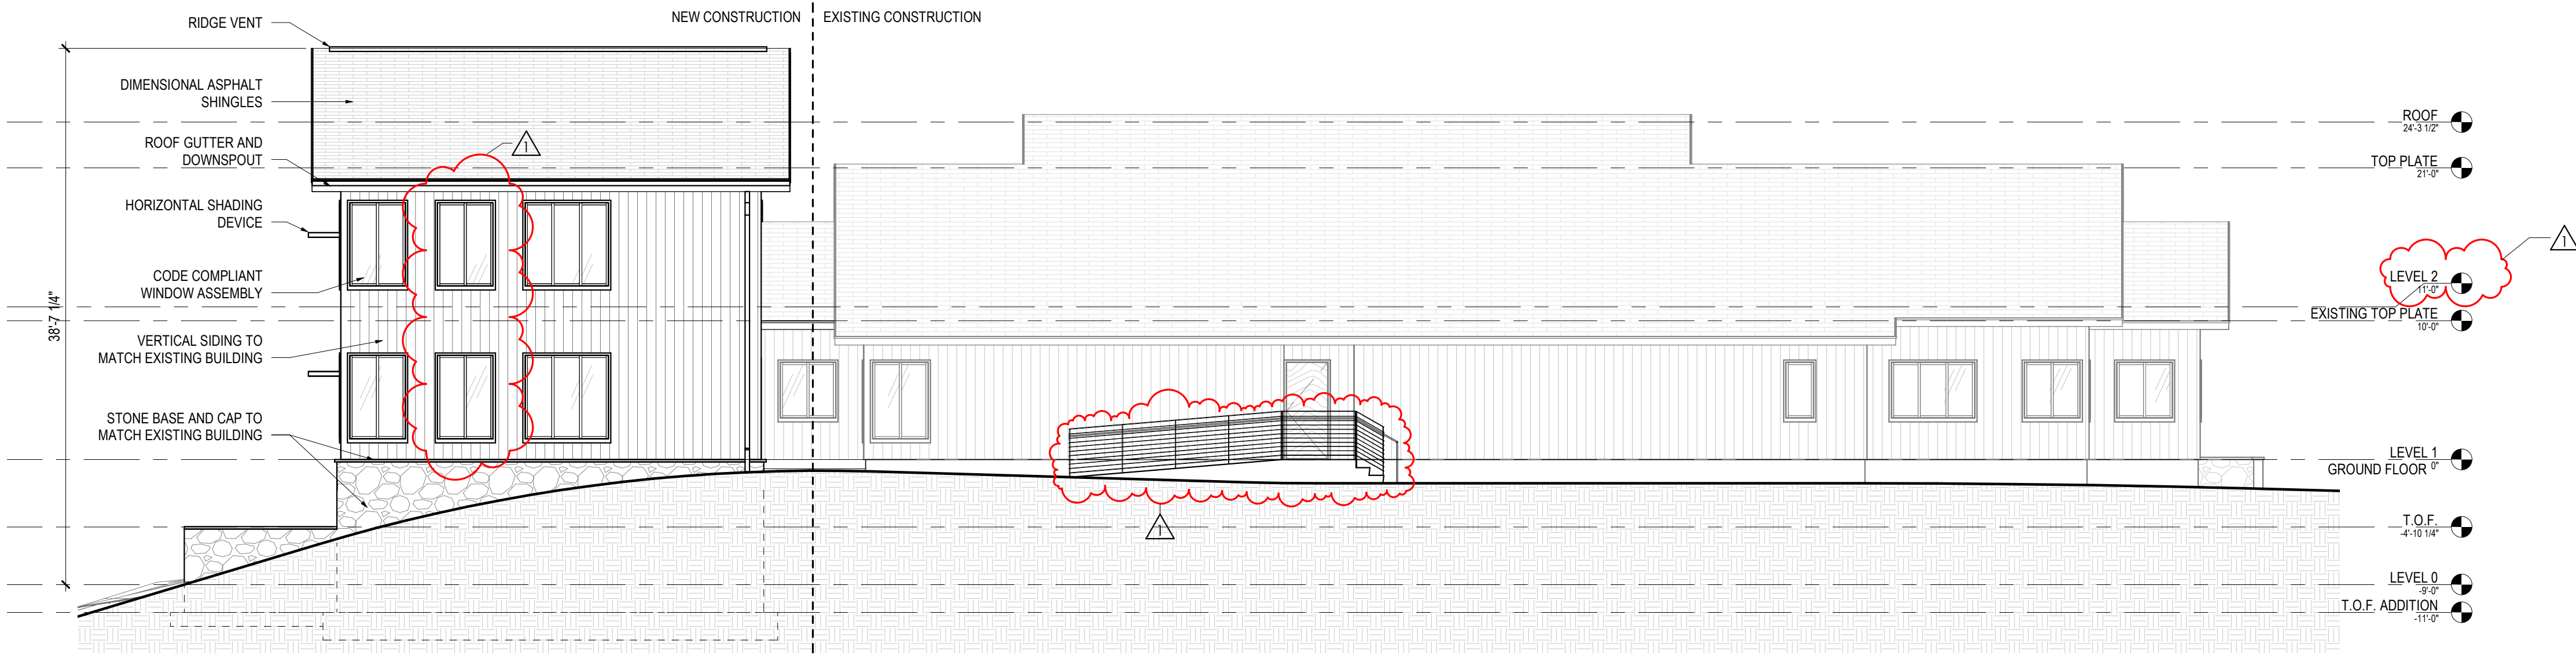 NEW CONSTRUCTION
EXISTING CONSTRUCTION
RIDGE VENT
DIMENSIONAL ASPHALT
SHINGLES
ROOF GUTTER AND
DOWNSPOUT
HORIZONTAL SHADING
DEVICE
CODE COMPLIANT
WINDOW ASSEMBLY
VERTICAL SIDING TO
MATCH EXISTING BUILDING
STONE BASE AND CAP TO
MATCH EXISTING BUILDING
38'-7 1/4"
1
1
1
ROOF
24'-3 1/2"
TOP PLATE
21'-0"
LEVEL 2
11'-0"
EXISTING TOP PLATE
10'-0"
LEVEL 1
GROUND FLOOR 0"
T.O.F.
-4'-10 1/4"
LEVEL 0
-9'-0"
T.O.F. ADDITION
-11'-0"